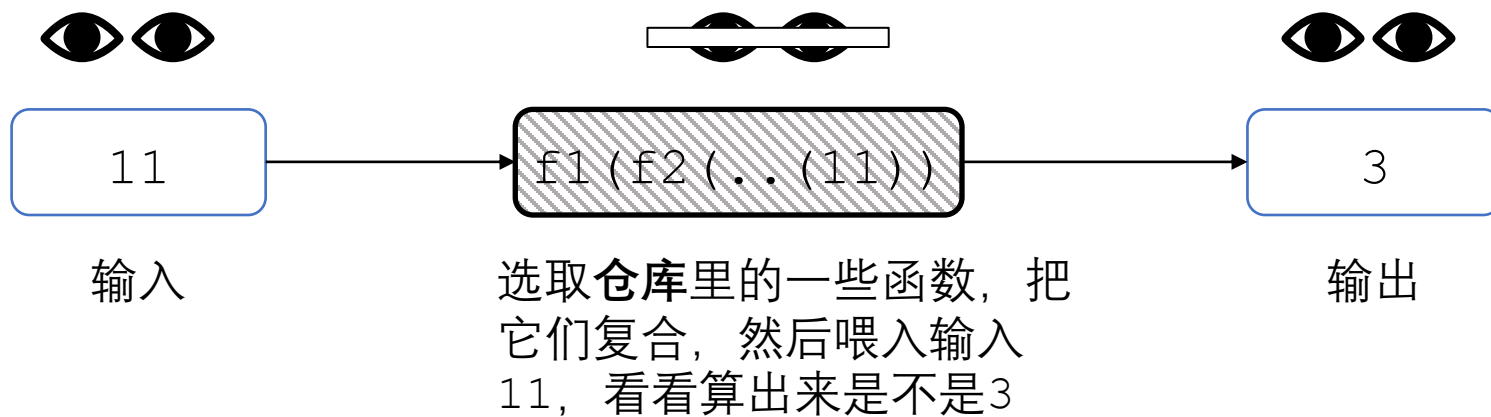 11
f1(f2(..(11))
3
输入
选取仓库里的一些函数，把
它们复合，然后喂入输入
11，看看算出来是不是3
输出